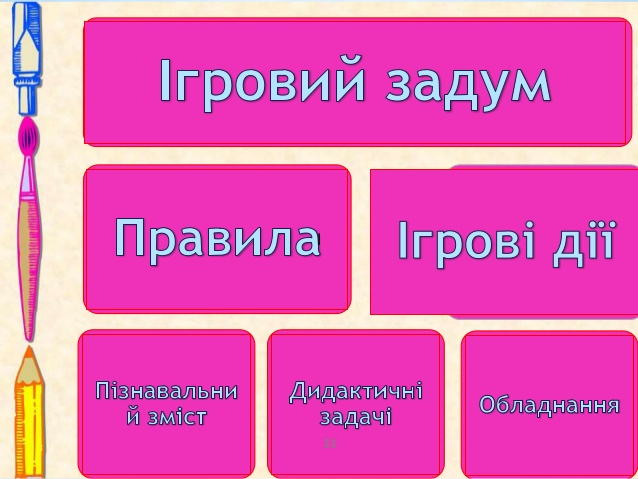 Ігровий задум
Правила
Ігрові дії
Пізнавальни
й зміст
Дидактичні
задачі
Обладнання